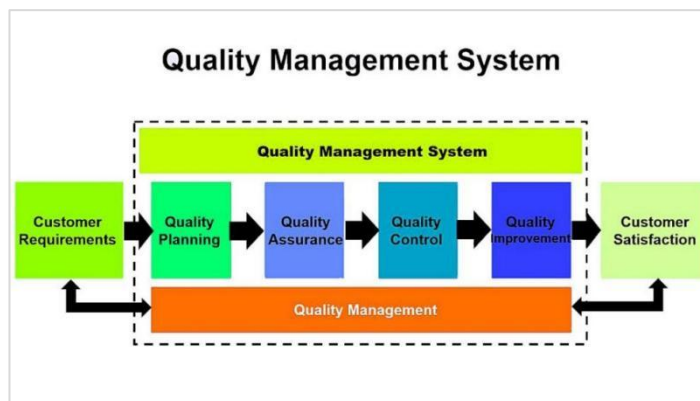 Quality Management System
Quality Management System
Customer
Requirements
Quality
Planning
Quality
Assurance
Quality
Control
Quality
Improvement
Customer
Satisfaction
Quality Management